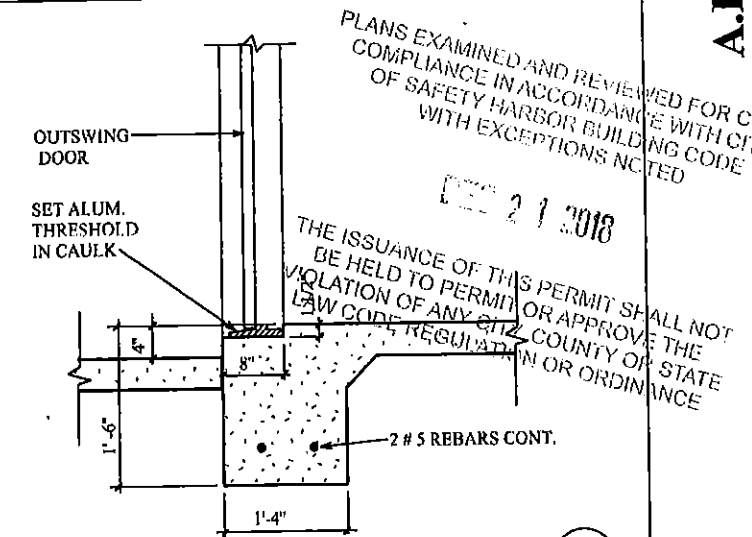 A.
PLANS EXAMINED AND REVIEWED FOR C
COMPLIANCE IN ACCORDANCE WITH CIT
OF SAFETY HARBOR BUILDING CODE
WITH EXCEPTIONS NOTED
DEC 21 2018
OUTSWING
DOOR
SET ALUM.
THRESHOLD
IN CAULK
THE ISSUANCE OF THIS PERMIT SHALL NOT
BE HELD TO PERMIT OR APPROVE THE
VIOLATION OF ANY CITY COUNTY OR STATE
LAW CODE REGULATION OR ORDINANCE
4"
8"
1'-6"
2 # 5 REBARS CONT.
1'-4"